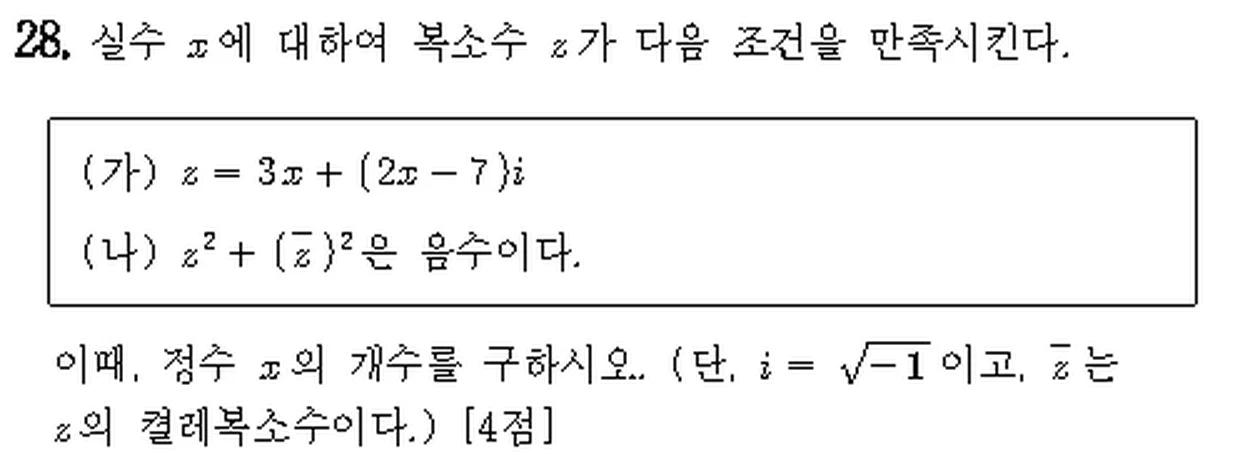 28. 실수 x에 대하여 복소수 z가 다음 조건을 만족시킨다.
(가) z = 3x + (2x − 7)i
(나) z² + (z̅)²은 음수이다.
이때, 정수 x의 개수를 구하시오.. (단, i = √−1 이고, z̅는
z의 켤레복소수이다.) [4점]